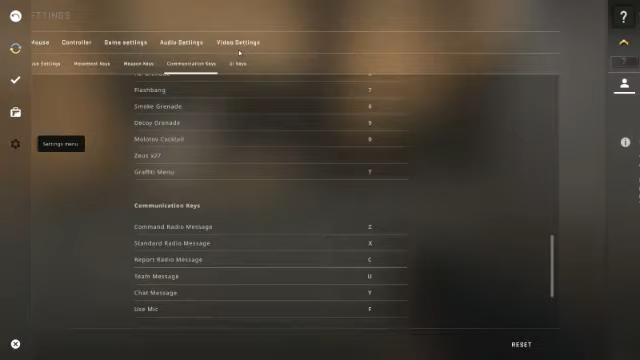 SETTINGS
Mouse Controller Game settings Audio Settings Video Settings
use Settings Movement Keys Weapon Keys Communication Keys UI Keys
Flashbang 7
Smoke Grenade 8
Decoy Grenade 9
Molotov Cocktail 0
Zeus x27
Graffiti Menu T
Settings menu
Communication Keys
Command Radio Message Z
Standard Radio Message X
Report Radio Message C
Team Message U
Chat Message Y
Use Mic F
RESET